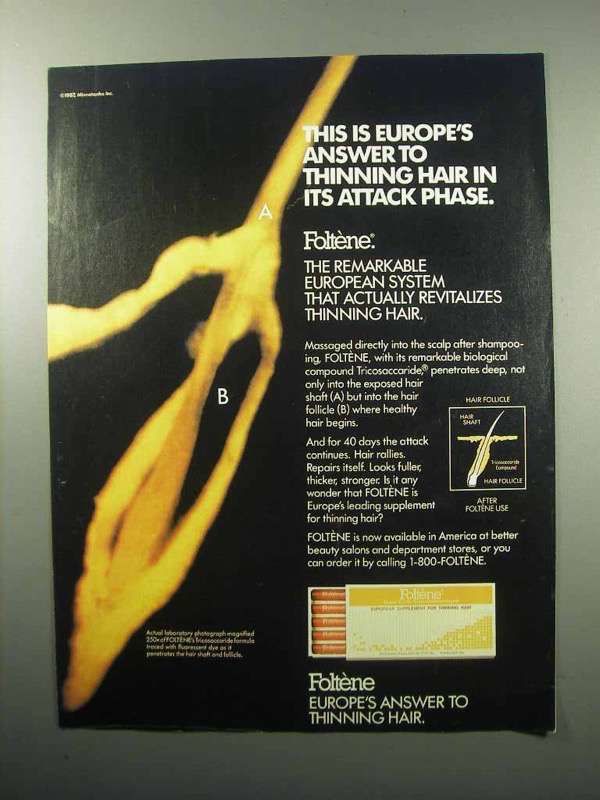 ©1987, Minnetonka Inc.
THIS IS EUROPE'S
ANSWER TO
THINNING HAIR IN
ITS ATTACK PHASE.
A
Foltène®.
THE REMARKABLE
EUROPEAN SYSTEM
THAT ACTUALLY REVITALIZES
THINNING HAIR.
Massaged directly into the scalp after shampoo-
ing, FOLTÈNE, with its remarkable biological
compound Tricosaccaride,® penetrates deep, not
only into the exposed hair
shaft (A) but into the hair
follicle (B) where healthy
hair begins.
B
And for 40 days the attack
continues. Hair rallies.
Repairs itself. Looks fuller,
thicker, stronger. Is it any
wonder that FOLTÈNE is
Europe's leading supplement
for thinning hair?
HAIR FOLLICLE
HAIR
SHAFT
Tricosaccaride
Compound
HAIR FOLLICLE
AFTER
FOLTÈNE USE
FOLTÈNE is now available in America at better
beauty salons and department stores, or you
can order it by calling 1-800-FOLTÈNE.
Foltène
EUROPEAN SUPPLEMENT FOR THINNING HAIR
Actual laboratory photograph magnified
250x of FOLTÈNE's Tricosaccaride formula
traced with fluorescent dye as it
penetrates the hair shaft and follicle.
Foltène
EUROPE'S ANSWER TO
THINNING HAIR.